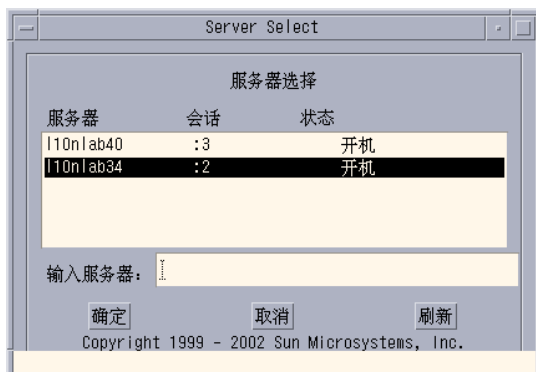 Server Select
服务器选择
服务器 会话 状态
l10nlab40 :3 开机
l10nlab34 :2 开机
输入服务器:
确定 取消 刷新
Copyright 1999 - 2002 Sun Microsystems, Inc.